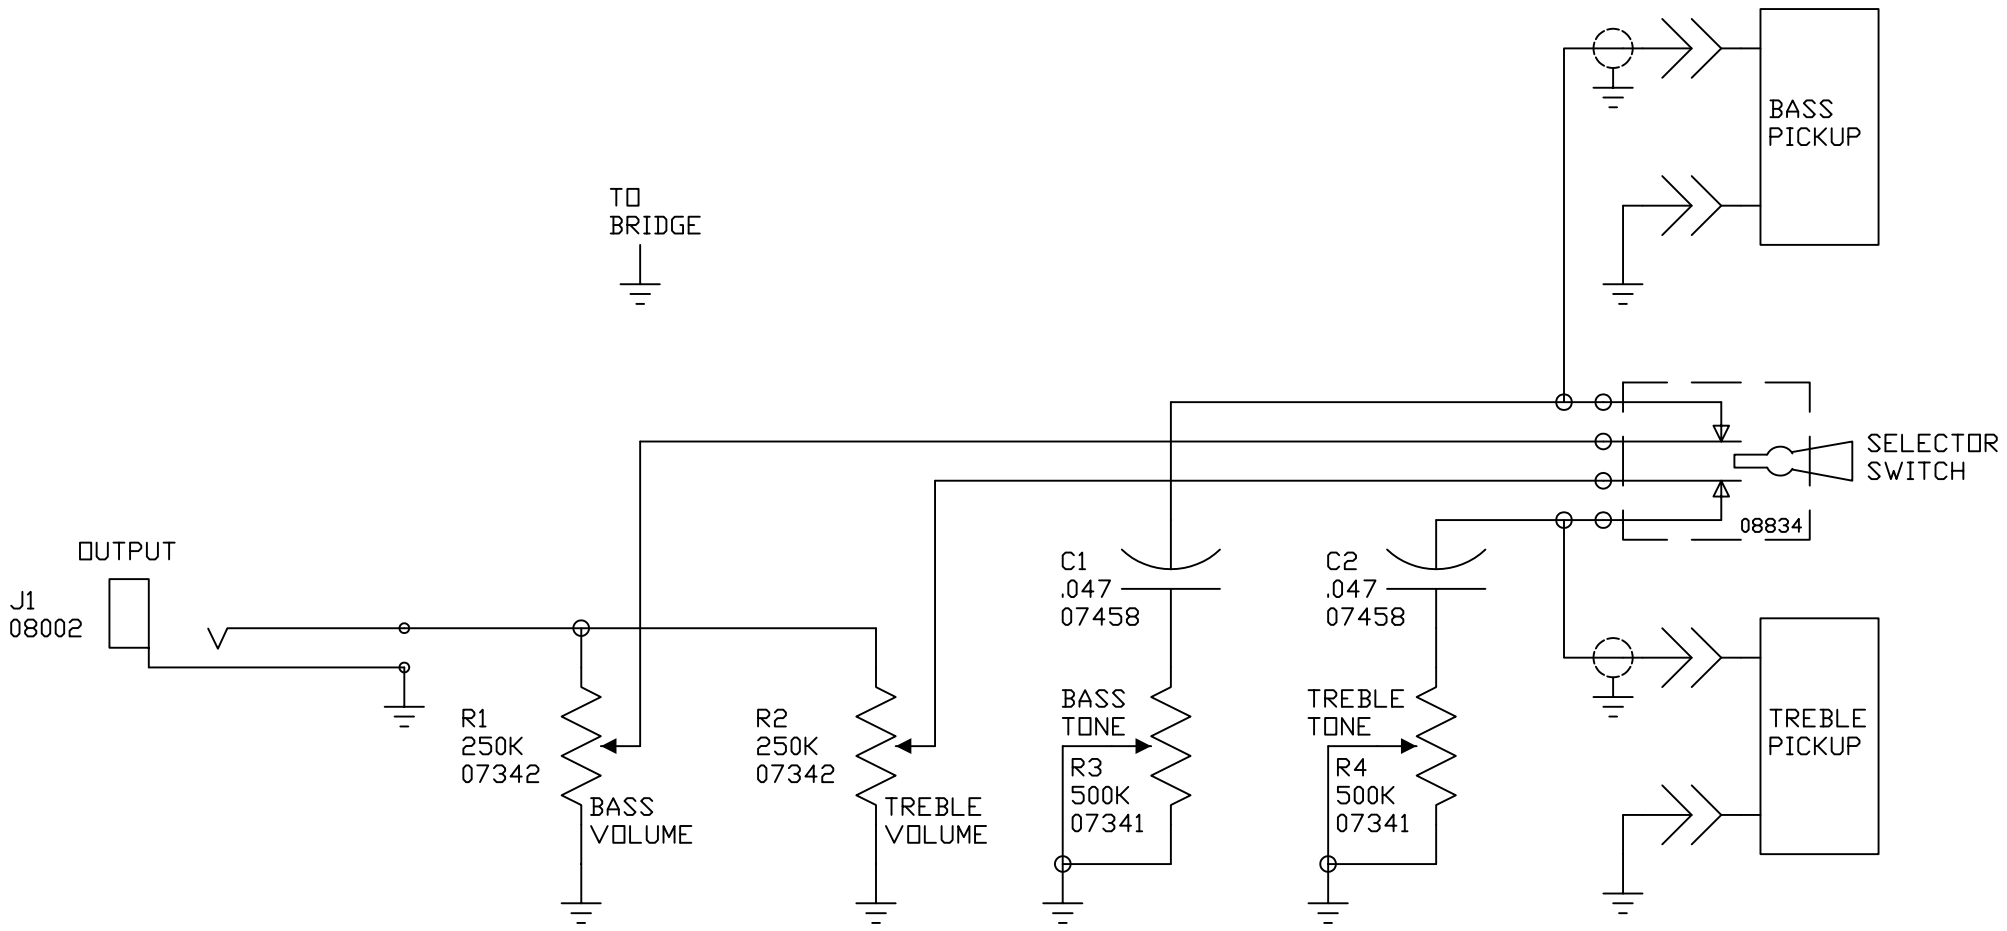 BASS
PICKUP
TO
BRIDGE
SELECTOR
SWITCH
08834
OUTPUT
J1
08002
C1
.047
07458
C2
.047
07458
R1
250K
07342
BASS
VOLUME
R2
250K
07342
TREBLE
VOLUME
BASS
TONE
R3
500K
07341
TREBLE
TONE
R4
500K
07341
TREBLE
PICKUP